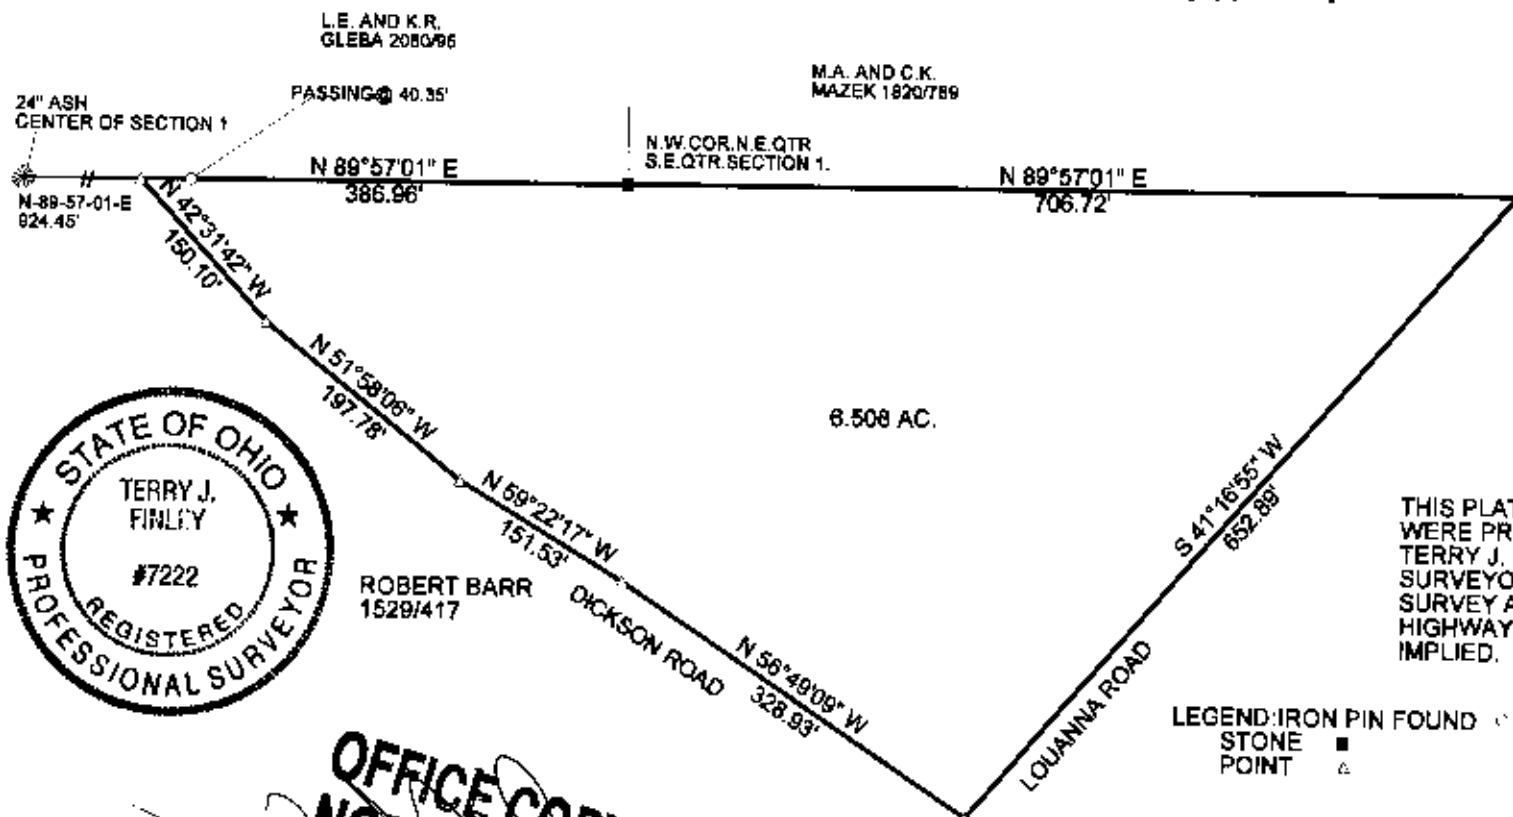 L.E. AND K.R.
GLEBA 2080/95
M.A. AND C.K.
MAZEK 1820/789
PASSING@ 40.35'
24" ASH
CENTER OF SECTION 1
N.W.COR.N.E.QTR
S.E.QTR.SECTION 1.
N 89°57'01" E
386.96'
N 89°57'01" E
706.72'
N-89-57-01-E
924.45'
N 42°31'42" W
150.10'
N 51°58'06" W
197.78'
N 59°22'17" W
151.53'
6.506 AC.
S 41°16'55" W
652.89'
STATE OF OHIO
TERRY J.
FINLEY
#7222
REGISTERED
PROFESSIONAL SURVEYOR
ROBERT BARR
1529/417
DICKSON ROAD
N 56°49'09" W
328.93'
LOUANNA ROAD
THIS PLAT
WERE PR
TERRY J.
SURVEYO
SURVEY A
HIGHWAY
IMPLIED.
LEGEND:IRON PIN FOUND
STONE
POINT
OFFICE COP